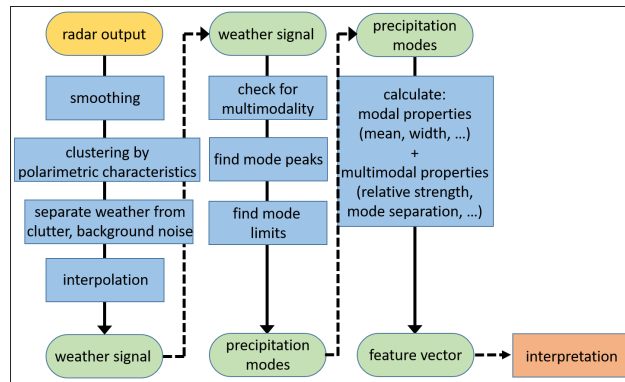 radar output
smoothing
clustering by
polarimetric characteristics
separate weather from
clutter, background noise
interpolation
weather signal
weather signal
check for
multimodality
find mode peaks
find mode
limits
precipitation
modes
precipitation
modes
calculate:
modal properties
(mean, width, ...)
+
multimodal properties
(relative strength,
mode separation, ...)
feature vector
interpretation